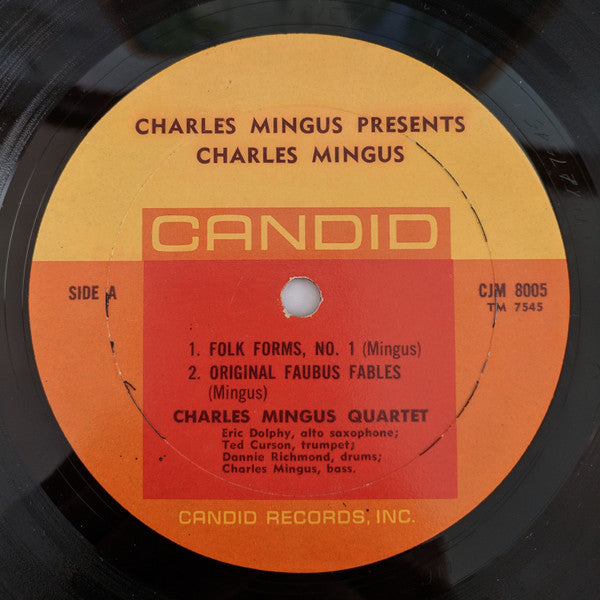 CHARLES MINGUS PRESENTS
CHARLES MINGUS
CANDID
SIDE A
CJM 8005
TM 7545
1. FOLK FORMS, NO. 1 (Mingus)
2. ORIGINAL FAUBUS FABLES
(Mingus)
CHARLES MINGUS QUARTET
Eric Dolphy, alto saxophone;
Ted Curson, trumpet;
Dannie Richmond, drums;
Charles Mingus, bass.
CANDID RECORDS, INC.